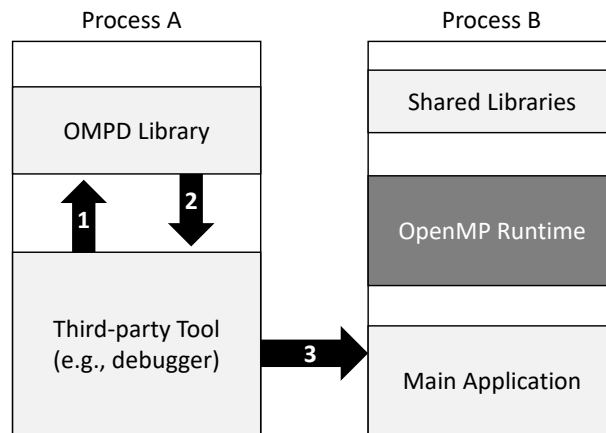 Process A
Process B
Shared Libraries
OMPD Library
1
2
OpenMP Runtime
Third-party Tool
(e.g., debugger)
3
Main Application